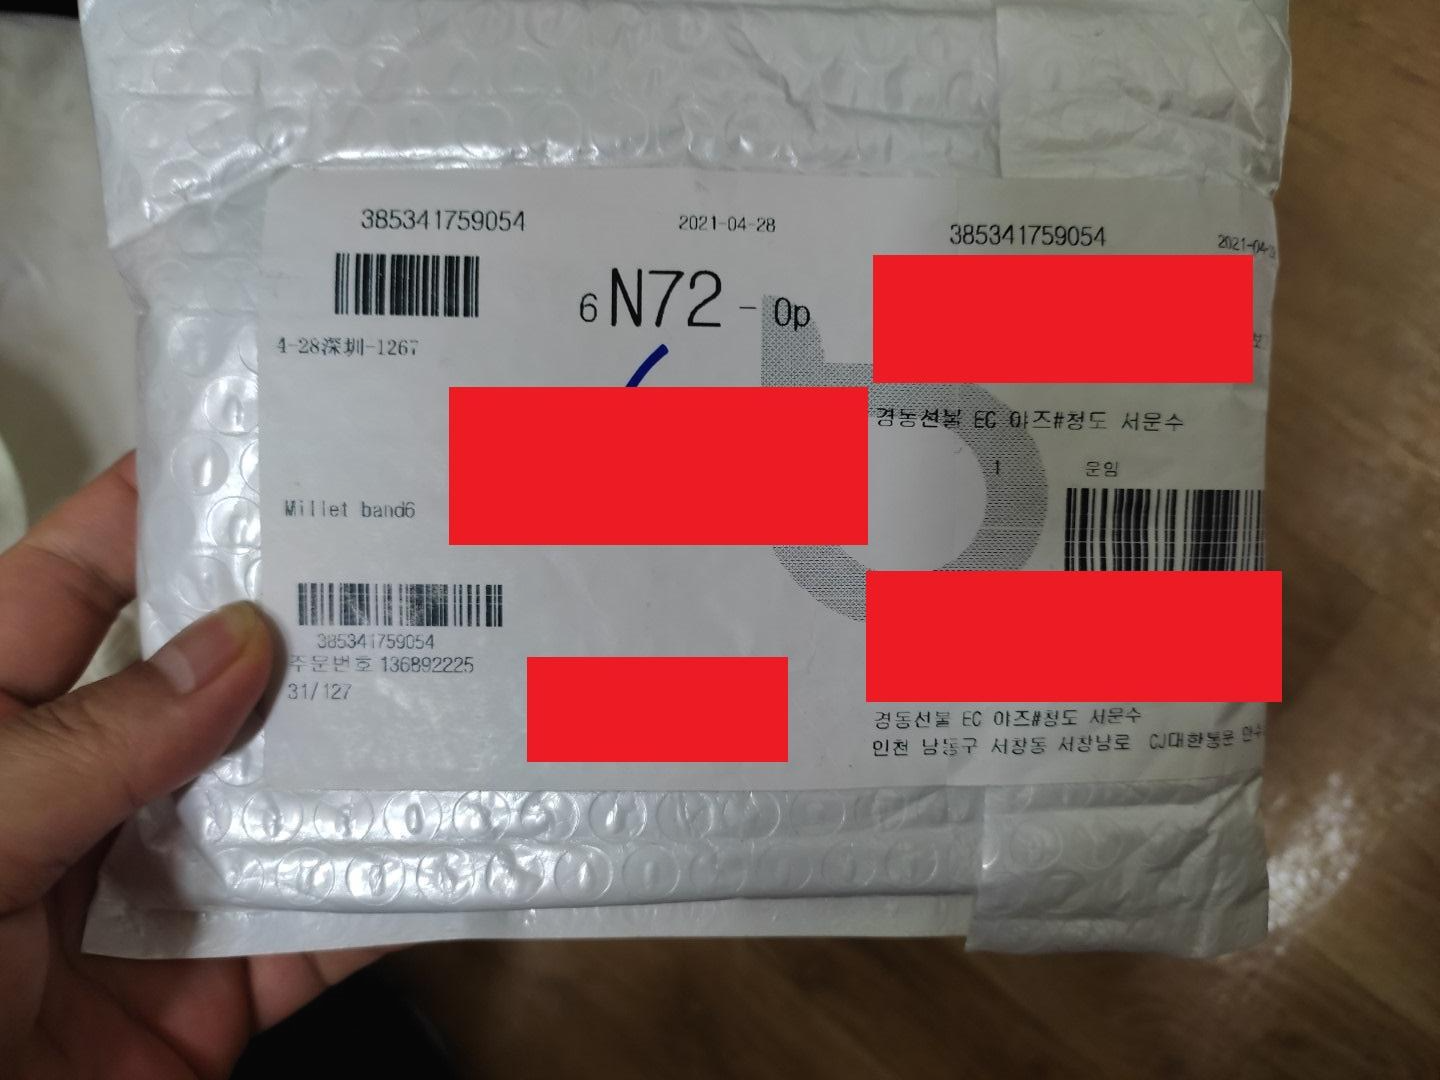 385341759054
2021-04-28
6 N72 - 0p
4-28深圳-1267
Millet band6
385341759054
주문번호 136892225
31/127
385341759054
2021-04-
경동선불 EC 아즈#청도 서운수
1 운임
경동선불 EC 아즈#청도 서운수
인천 남동구 서창동 서창남로 CJ대한통운